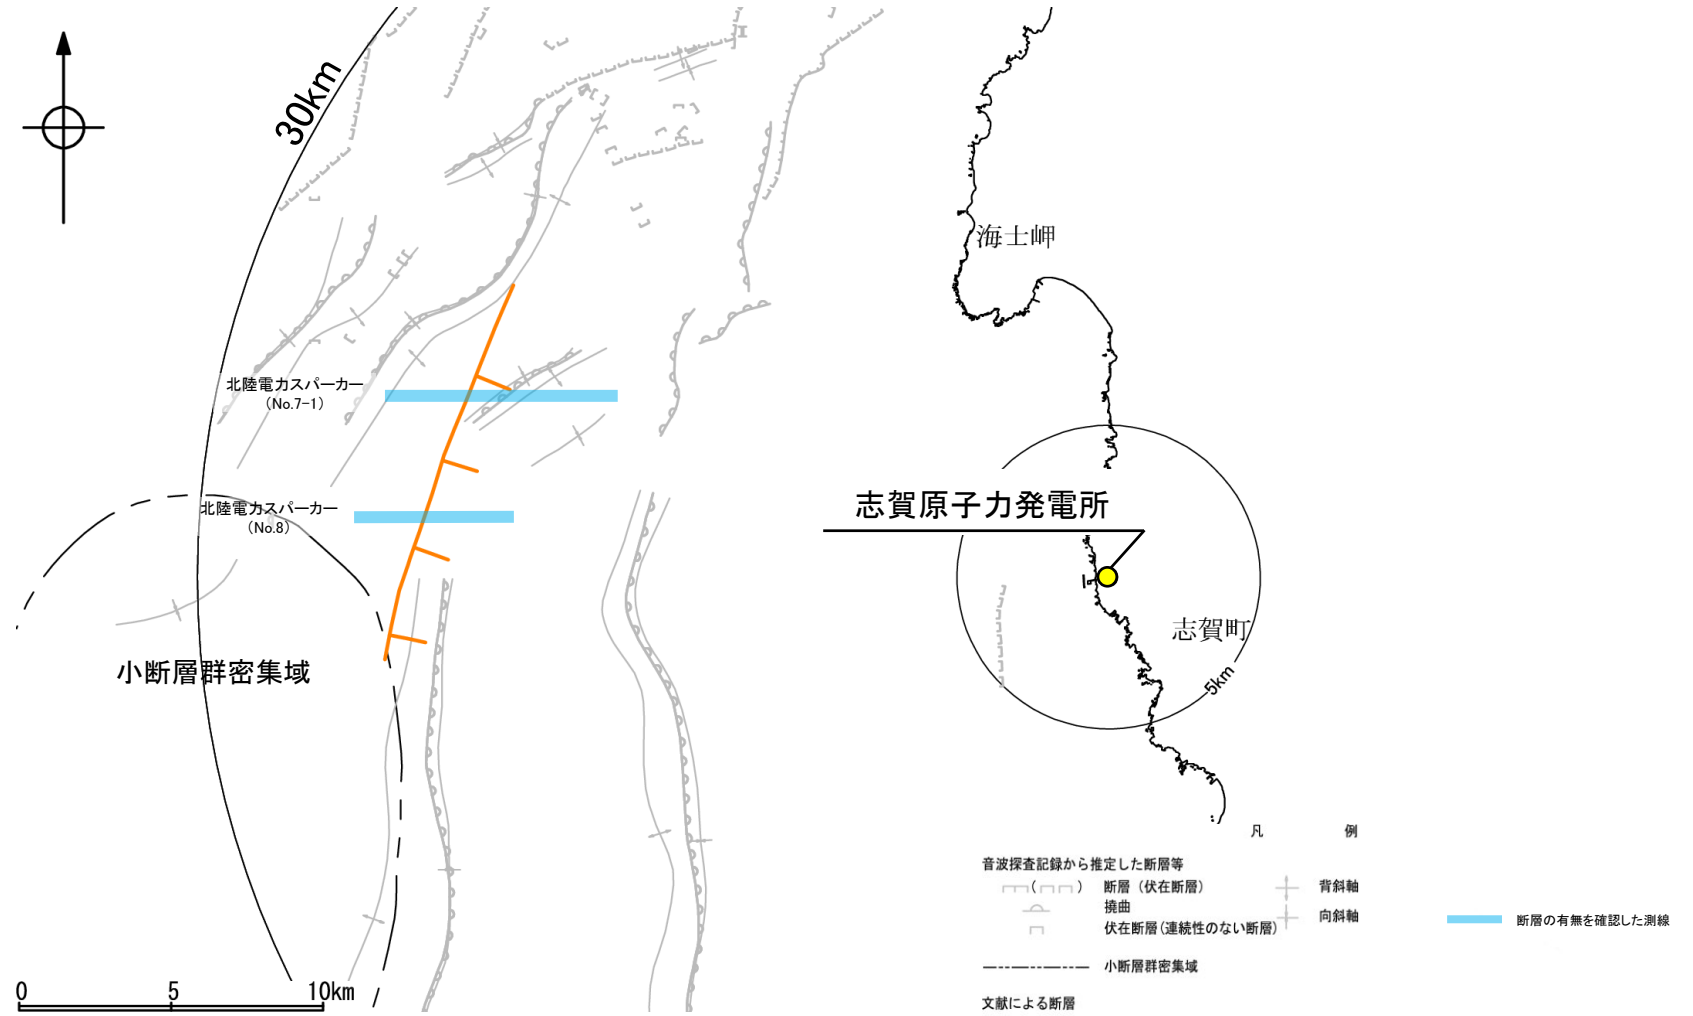 30km
海士岬
北陸電力スパーカー
（No.7-1）
北陸電力スパーカー
（No.8）
志賀原子力発電所
志賀町
5km
小断層群密集域
凡　例
音波探査記録から推定した断層等
（　）　断層（伏在断層）
撓曲
伏在断層(連続性のない断層)
背斜軸
向斜軸
小断層群密集域
文献による断層
断層の有無を確認した測線
0　5　10km